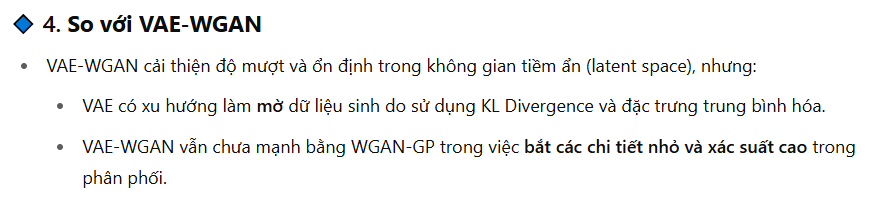 4. So với VAE-WGAN
VAE-WGAN cải thiện độ mượt và ổn định trong không gian tiềm ẩn (latent space), nhưng:
VAE có xu hướng làm mờ dữ liệu sinh do sử dụng KL Divergence và đặc trưng trung bình hóa.
VAE-WGAN vẫn chưa mạnh bằng WGAN-GP trong việc bắt các chi tiết nhỏ và xác suất cao trong
phân phối.